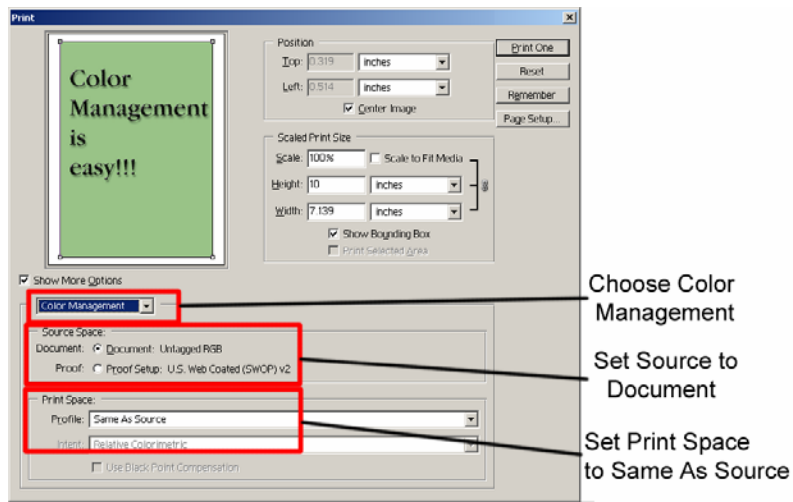 Print
Color
Management
is
easy!!!
Position
Top: 0.319 inches
Left: 0.514 inches
Center Image
Scaled Print Size
Scale: 100% Scale to Fit Media
Height: 10 inches
Width: 7.139 inches
Show Bounding Box
Print Selected Area
Print One
Reset
Remember
Page Setup...
Show More Options
Color Management
Source Space:
Document: Document: Untagged RGB
Proof: Proof Setup: U.S. Web Coated (SWOP) v2
Print Space:
Profile: Same As Source
Intent: Relative Colorimetric
Use Black Point Compensation
Choose Color
Management
Set Source to
Document
Set Print Space
to Same As Source